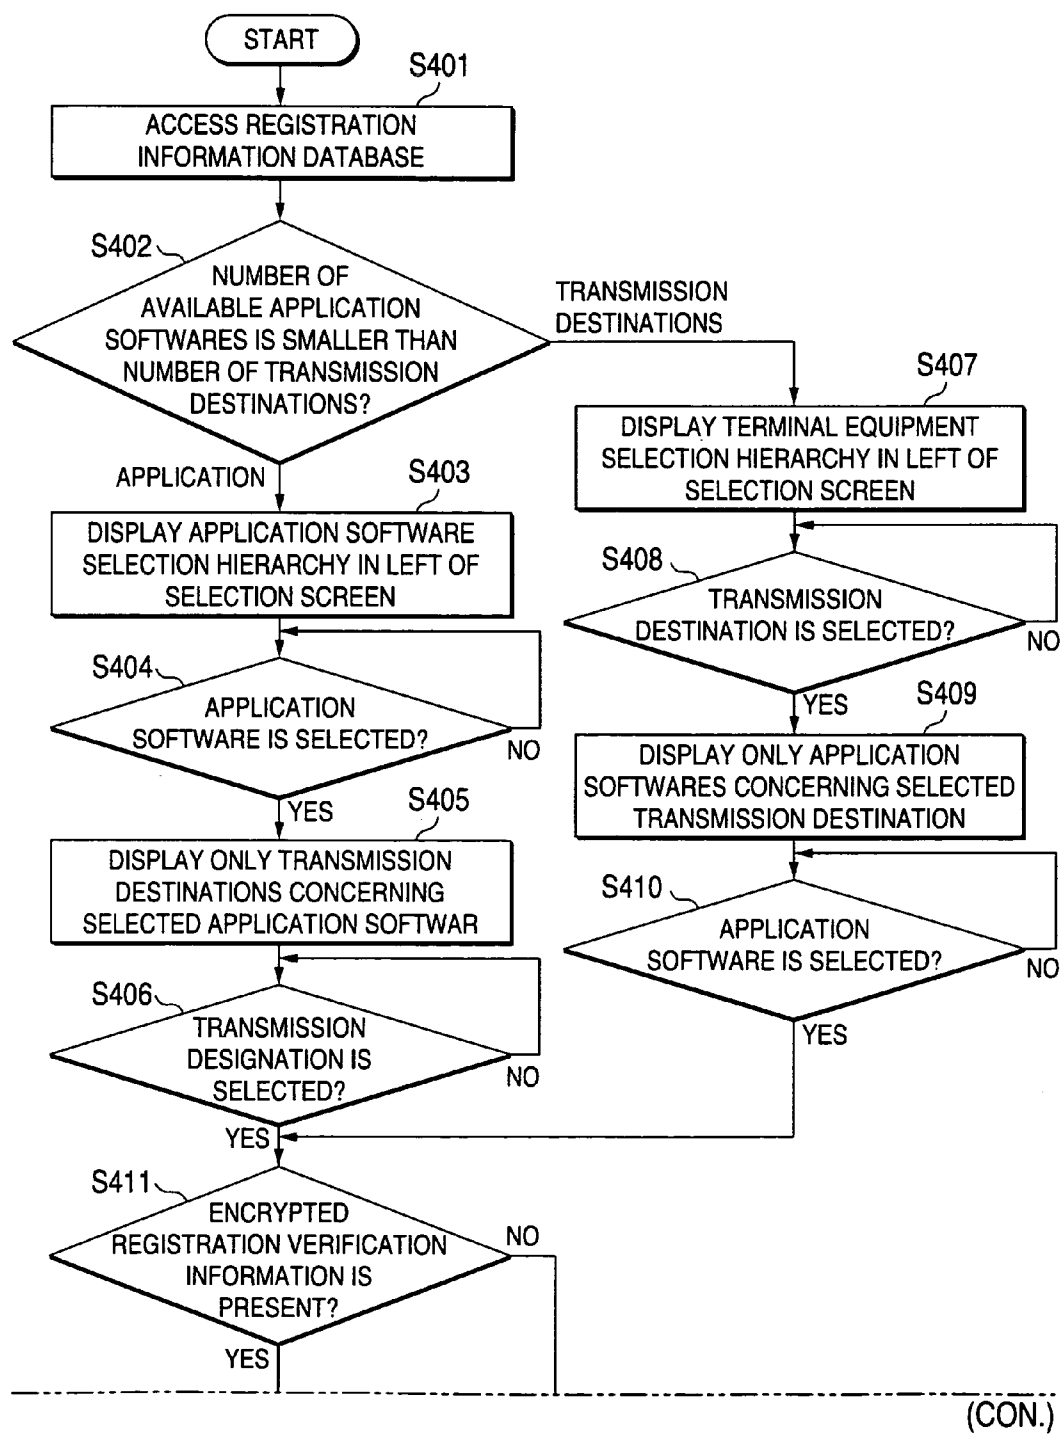 START
S401
ACCESS REGISTRATION
INFORMATION DATABASE
S402
NUMBER OF
AVAILABLE APPLICATION
SOFTWARES IS SMALLER THAN
NUMBER OF TRANSMISSION
DESTINATIONS?
TRANSMISSION
DESTINATIONS
APPLICATION
S403
DISPLAY APPLICATION SOFTWARE
SELECTION HIERARCHY IN LEFT OF
SELECTION SCREEN
S404
APPLICATION
SOFTWARE IS SELECTED?
NO
YES
S405
DISPLAY ONLY TRANSMISSION
DESTINATIONS CONCERNING
SELECTED APPLICATION SOFTWAR
S406
TRANSMISSION
DESIGNATION IS
SELECTED?
NO
YES
S407
DISPLAY TERMINAL EQUIPMENT
SELECTION HIERARCHY IN LEFT OF
SELECTION SCREEN
S408
TRANSMISSION
DESTINATION IS SELECTED?
NO
YES
S409
DISPLAY ONLY APPLICATION
SOFTWARES CONCERNING SELECTED
TRANSMISSION DESTINATION
S410
APPLICATION
SOFTWARE IS SELECTED?
NO
YES
S411
ENCRYPTED
REGISTRATION VERIFICATION
INFORMATION IS
PRESENT?
NO
YES
(CON.)